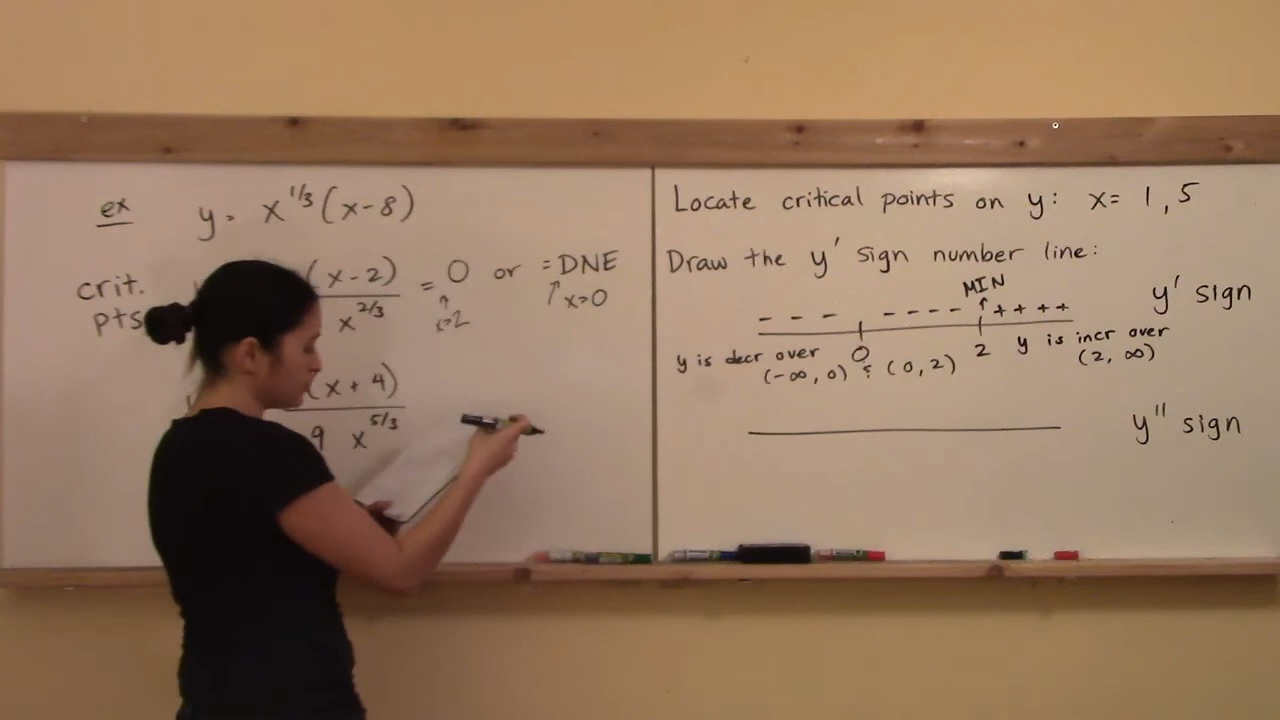 ex y = x^1/3 (x-8)
crit. (x-2) = 0 or = DNE
pts x^2/3 x=2 x=0
(x + 4)
9 x^5/3
Locate critical points on y: x= 1, 5
Draw the y' sign number line:
MIN
- - - - - - - ↑ + + + + y' sign
y is decr over 0 2 y is incr over
(-∞, 0) & (0, 2) (2, ∞)
y'' sign